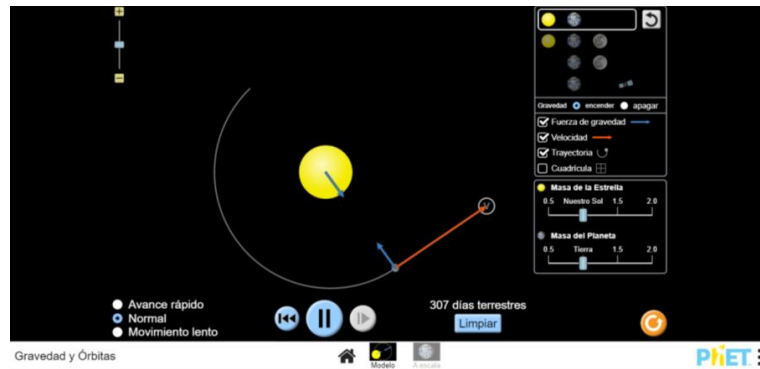 Gravedad encender apagar
Fuerza de gravedad
Velocidad
Trayectoria
Cuadrícula
Masa de la Estrella
0.5 Nuestro Sol 1.5 2.0
Masa del Planeta
0.5 Tierra 1.5 2.0
V
Avance rápido
Normal
Movimiento lento
307 días terrestres
Limpiar
Gravedad y Órbitas
Modelo
A escala
PhET